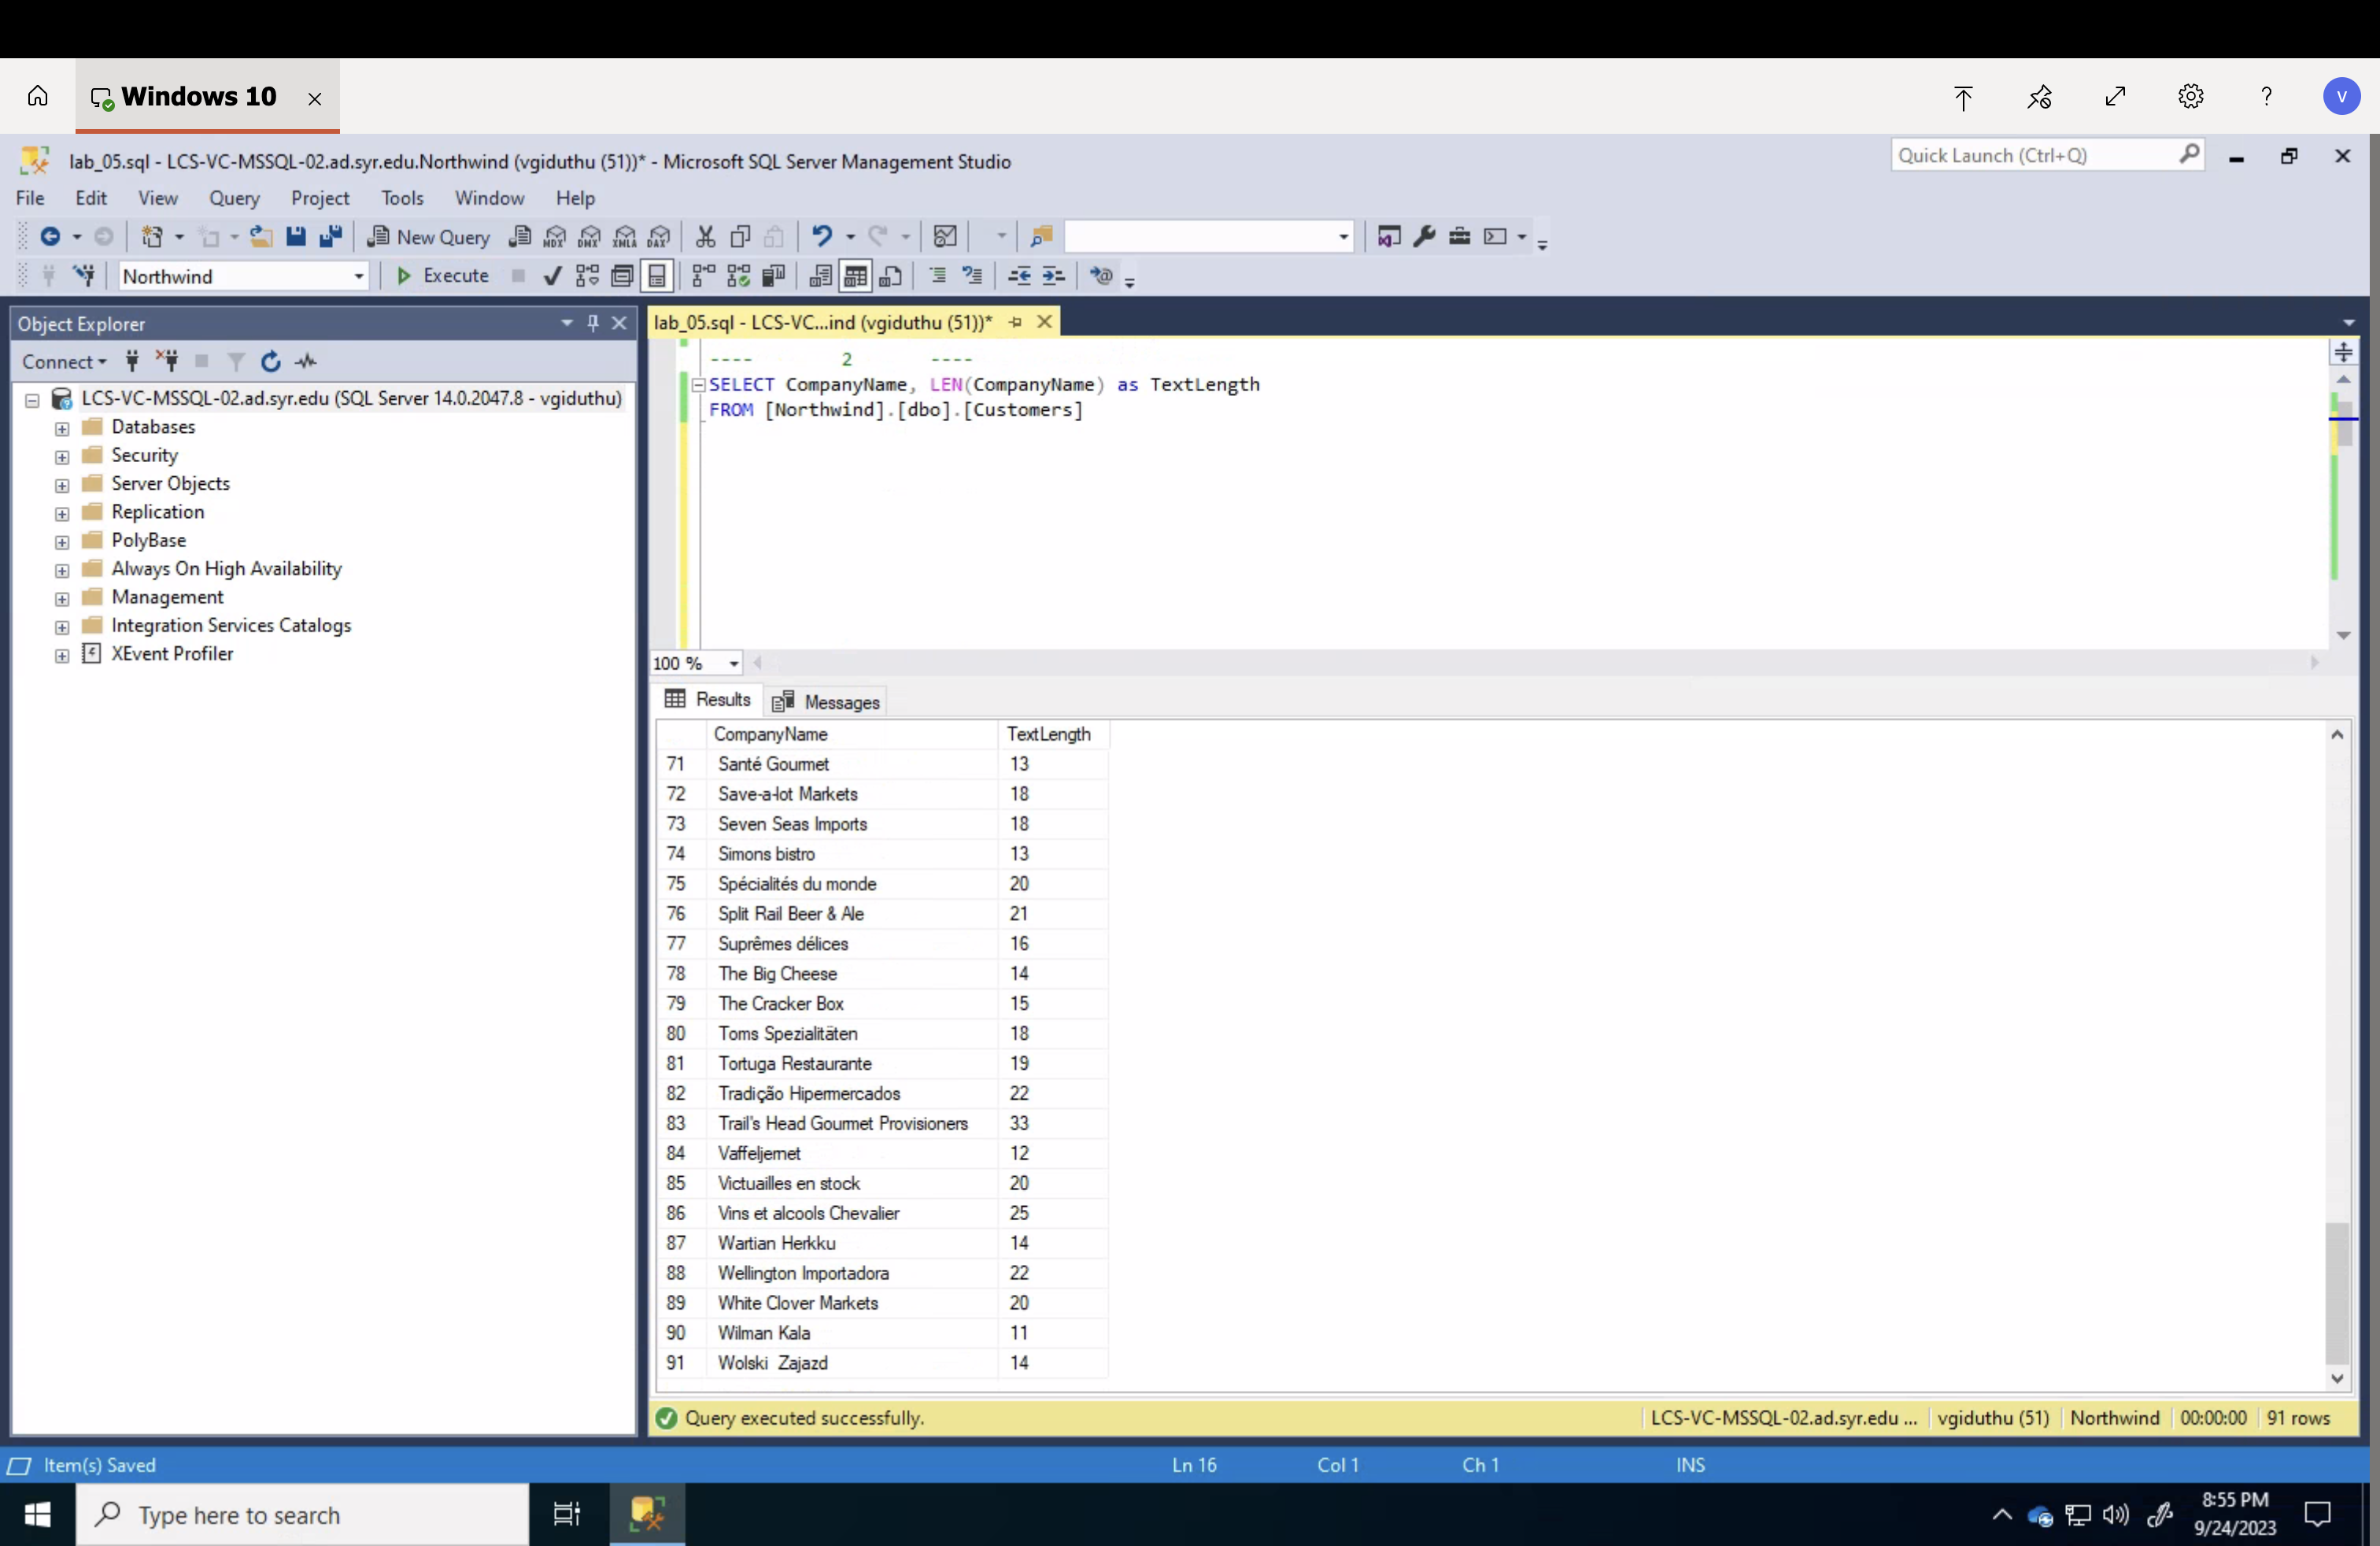 Windows 10
V
lab_05.sql - LCS-VC-MSSQL-02.ad.syr.edu.Northwind (vgiduthu (51))* - Microsoft SQL Server Management Studio
Quick Launch (Ctrl+Q)
File Edit View Query Project Tools Window Help
New Query MDX DMX XMLA DAX
Northwind Execute
Object Explorer
Connect
LCS-VC-MSSQL-02.ad.syr.edu (SQL Server 14.0.2047.8 - vgiduthu)
Databases
Security
Server Objects
Replication
PolyBase
Always On High Availability
Management
Integration Services Catalogs
XEvent Profiler
lab_05.sql - LCS-VC...ind (vgiduthu (51))*
---- 2 ----
SELECT CompanyName, LEN(CompanyName) as TextLength
FROM [Northwind].[dbo].[Customers]
100 %
Results Messages
CompanyName TextLength
71 Santé Gourmet 13
72 Save-a-lot Markets 18
73 Seven Seas Imports 18
74 Simons bistro 13
75 Spécialités du monde 20
76 Split Rail Beer & Ale 21
77 Suprêmes délices 16
78 The Big Cheese 14
79 The Cracker Box 15
80 Toms Spezialitäten 18
81 Tortuga Restaurante 19
82 Tradição Hipermercados 22
83 Trail's Head Gourmet Provisioners 33
84 Vaffeljernet 12
85 Victuailles en stock 20
86 Vins et alcools Chevalier 25
87 Wartian Herkku 14
88 Wellington Importadora 22
89 White Clover Markets 20
90 Wilman Kala 11
91 Wolski  Zajazd 14
Query executed successfully. LCS-VC-MSSQL-02.ad.syr.edu ... vgiduthu (51) Northwind 00:00:00 91 rows
Item(s) Saved Ln 16 Col 1 Ch 1 INS
Type here to search
8:55 PM
9/24/2023